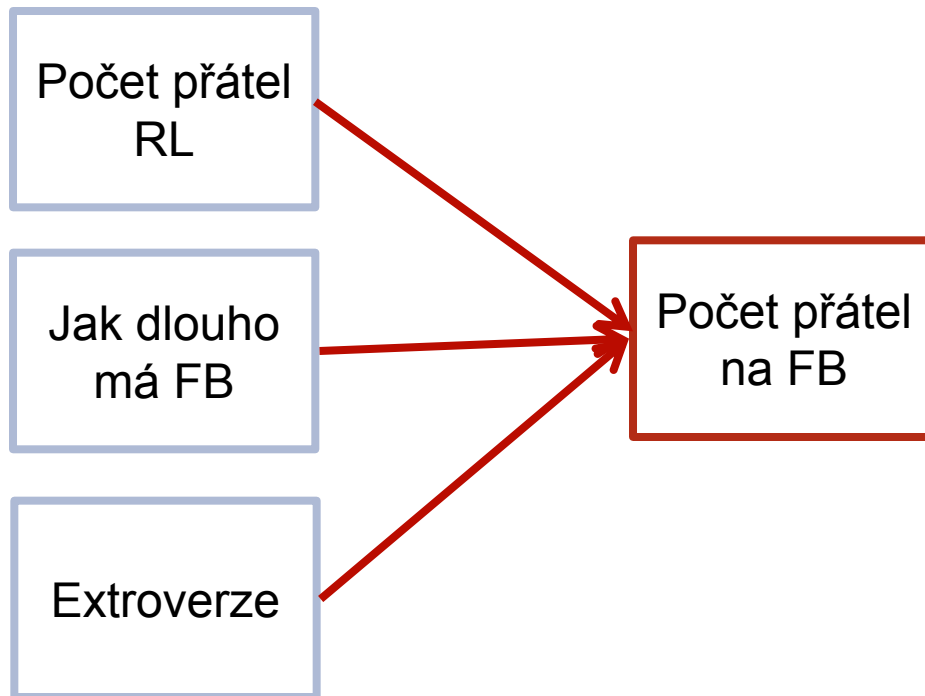 Počet přátel
RL
Jak dlouho
má FB
Extroverze
Počet přátel
na FB